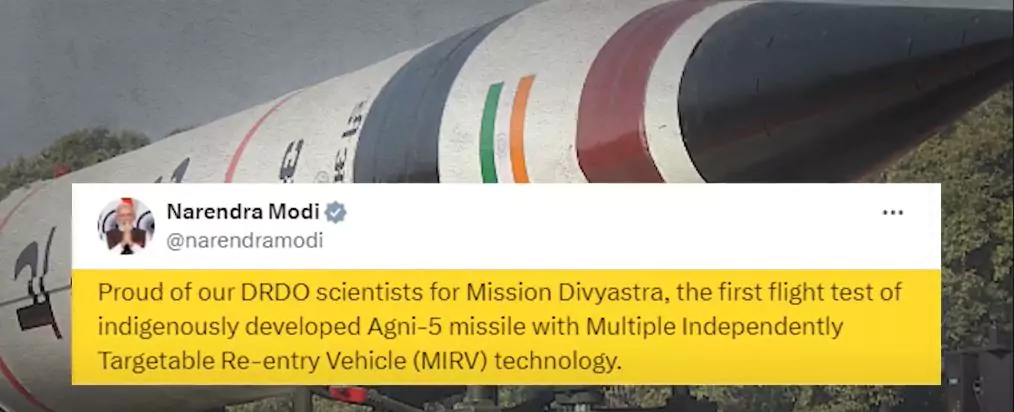 Narendra Modi
@narendramodi
Proud of our DRDO scientists for Mission Divyastra, the first flight test of
indigenously developed Agni-5 missile with Multiple Independently
Targetable Re-entry Vehicle (MIRV) technology.